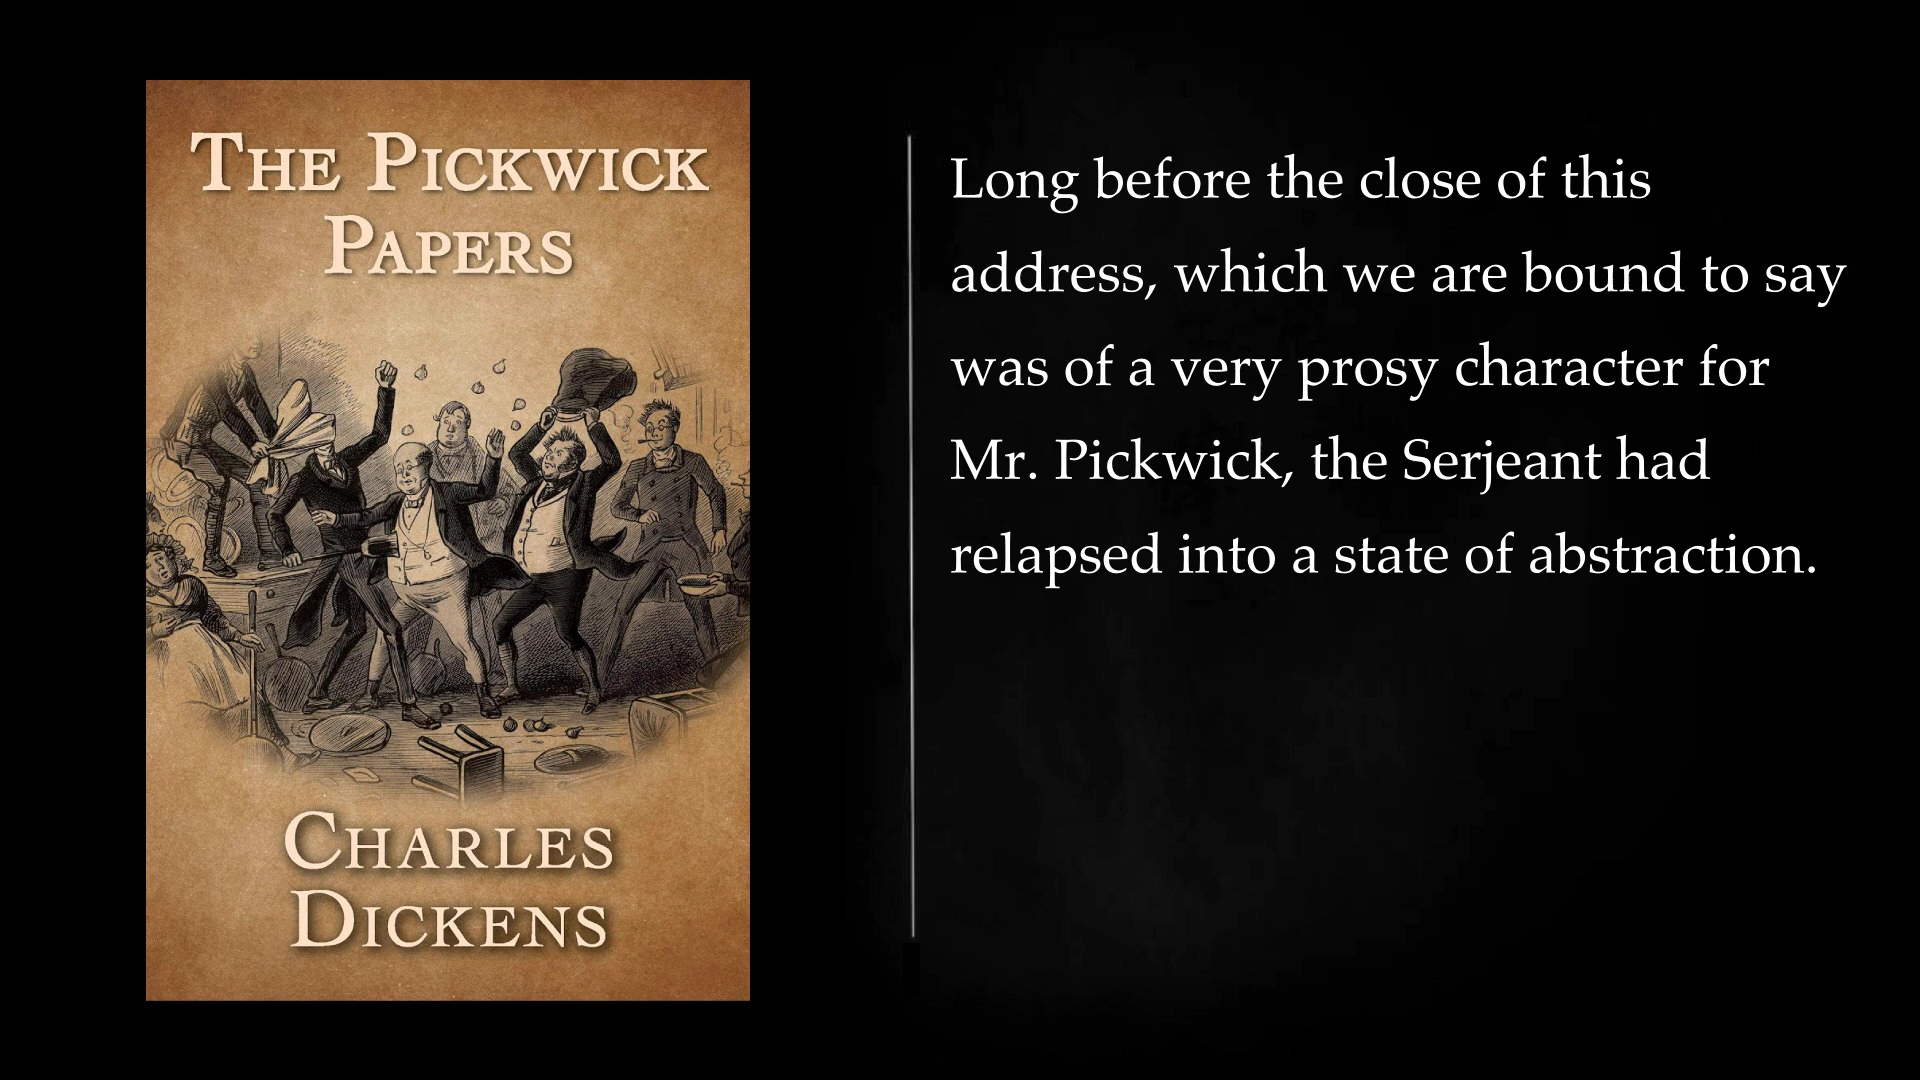 THE PICKWICK
PAPERS
CHARLES
DICKENS
Long before the close of this
address, which we are bound to say
was of a very prosy character for
Mr. Pickwick, the Serjeant had
relapsed into a state of abstraction.